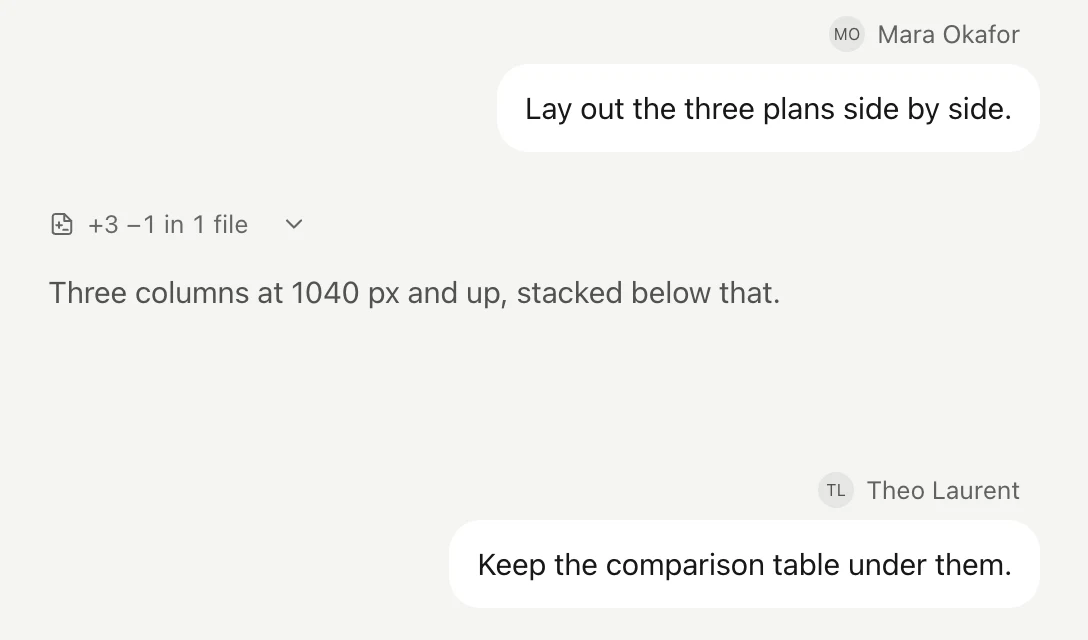 MO Mara Okafor
Lay out the three plans side by side.
+3 −1 in 1 file
Three columns at 1040 px and up, stacked below that.
TL Theo Laurent
Keep the comparison table under them.